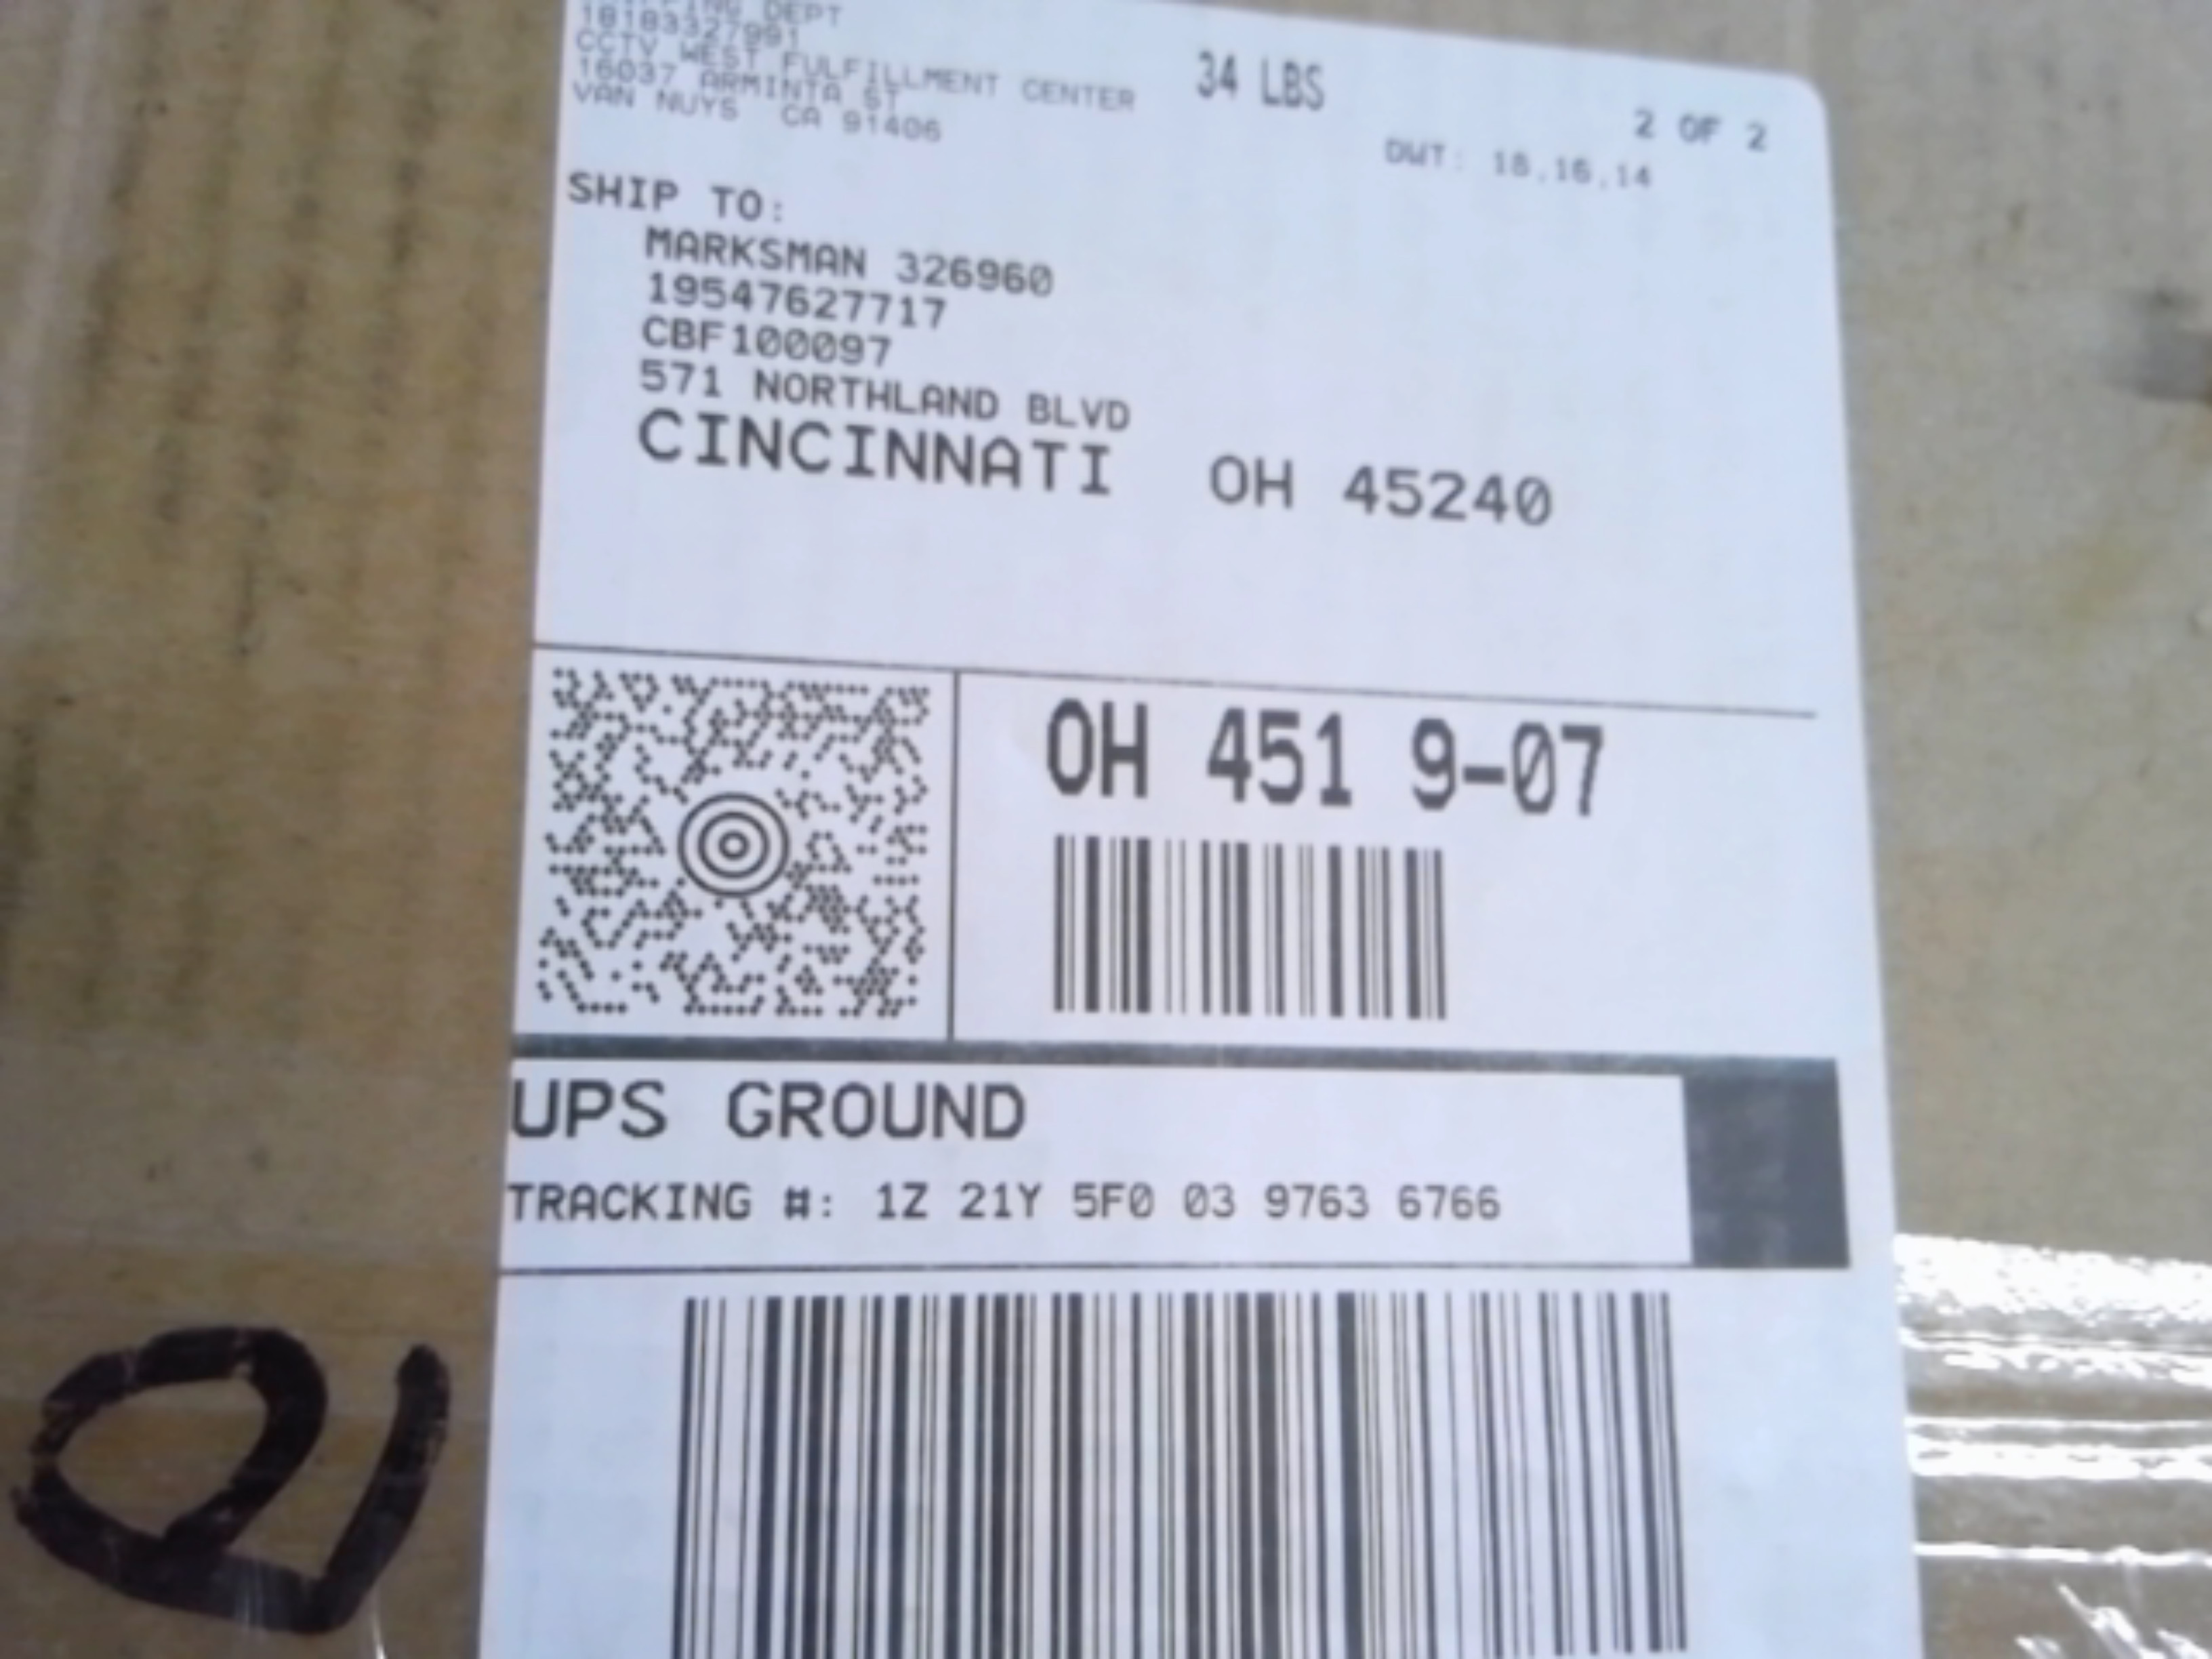 DEPT
18183327991
CCTV WEST FULFILLMENT CENTER
16037 ARMINTA ST
VAN NUYS CA 91406
34 LBS
2 OF 2
DWT: 18,16,14
SHIP TO:
MARKSMAN 326960
19547627717
CBF100097
571 NORTHLAND BLVD
CINCINNATI OH 45240
OH 451 9-07
UPS GROUND
TRACKING #: 1Z 21Y 5F0 03 9763 6766